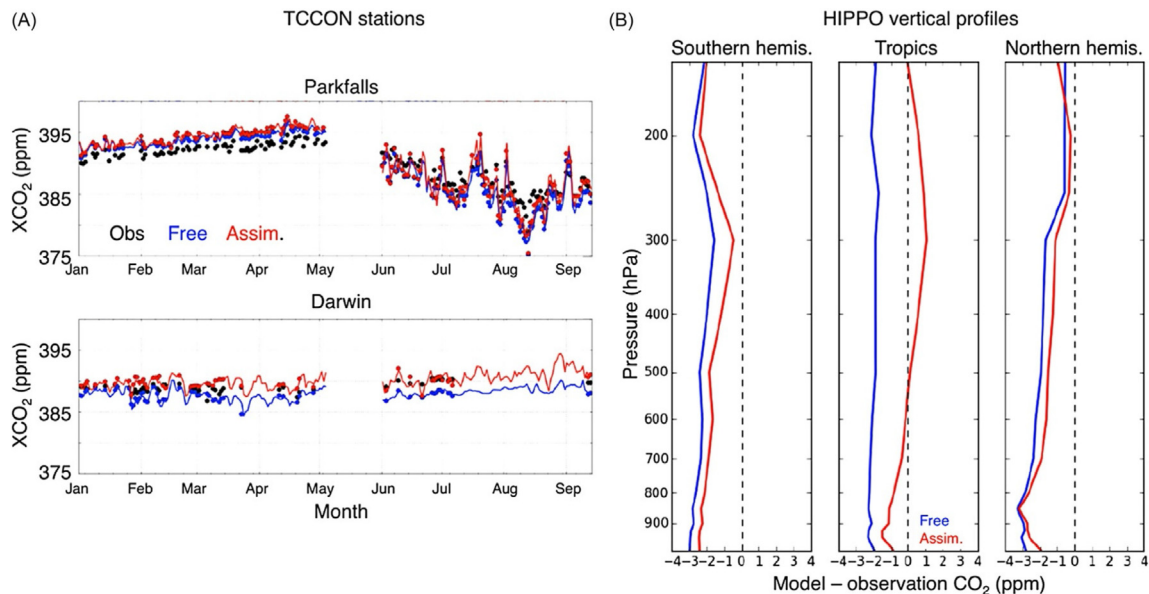 (A)
TCCON stations
Parkfalls
XCO2 (ppm)
395
385
375
Obs Free Assim.
Jan Feb Mar Apr May Jun Jul Aug Sep
Darwin
XCO2 (ppm)
395
385
375
Jan Feb Mar Apr May Jun Jul Aug Sep
Month
(B)
HIPPO vertical profiles
Southern hemis. Tropics Northern hemis.
Pressure (hPa)
200
300
400
500
600
700
800
900
Free
Assim.
−4−3−2−1 0 1 2 3 4 −4−3−2−1 0 1 2 3 4 −4−3−2−1 0 1 2 3 4
Model – observation CO2 (ppm)